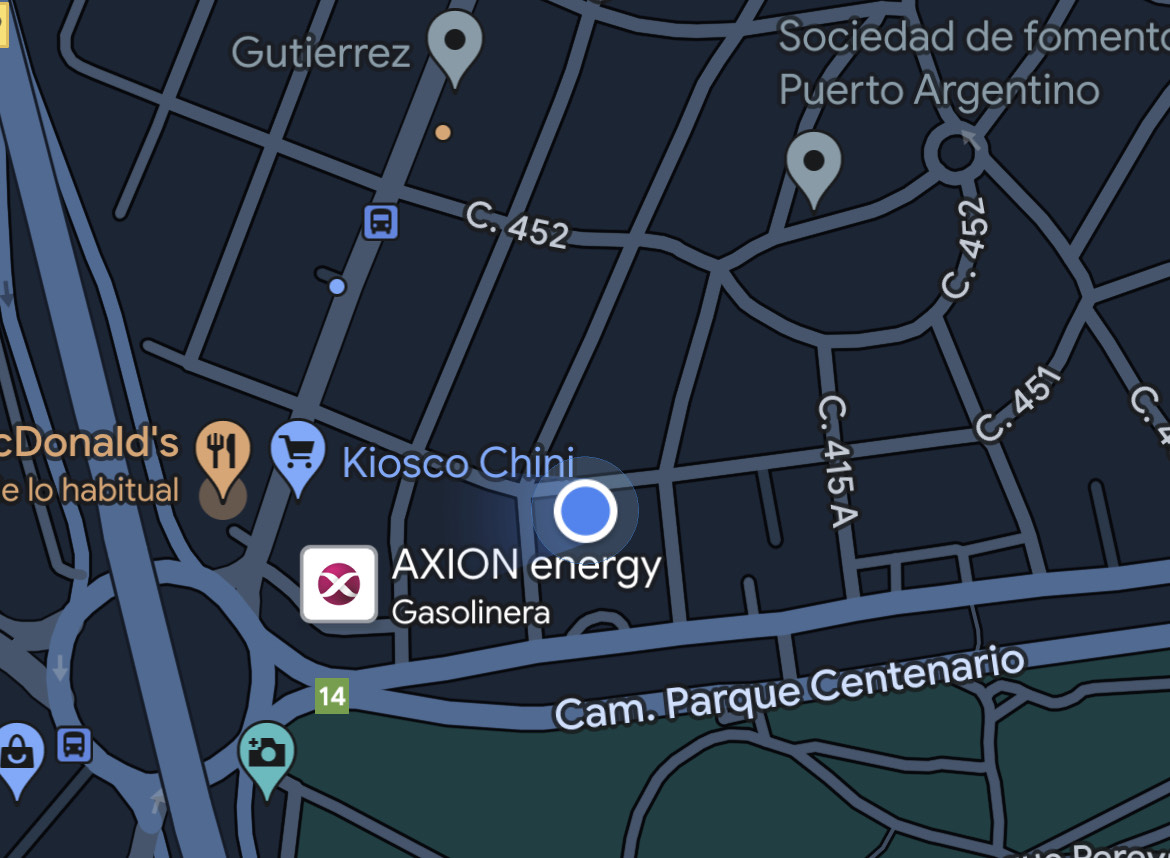 Gutierrez
Sociedad de fomento
Puerto Argentino
C. 452
C. 452
C. 451
C. 415 A
cDonald's
e lo habitual
Kiosco Chini
AXION energy
Gasolinera
14
Cam. Parque Centenario